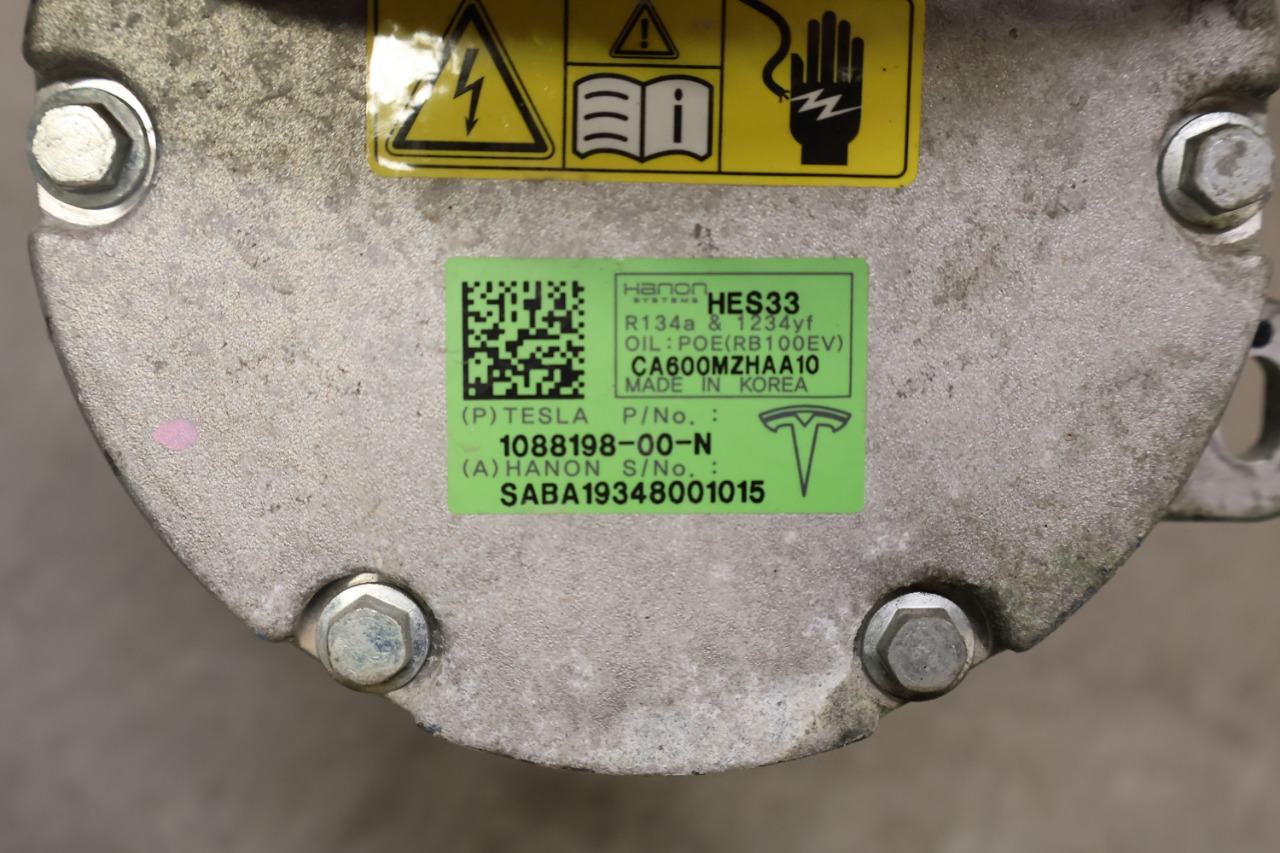 Hanon
SYSTEMS
HES33
R134a & 1234yf
OIL:POE(RB100EV)
CA600MZHAA10
MADE IN KOREA
(P) TESLA P/No. :
1088198-00-N
(A) HANON S/No. :
SABA19348001015